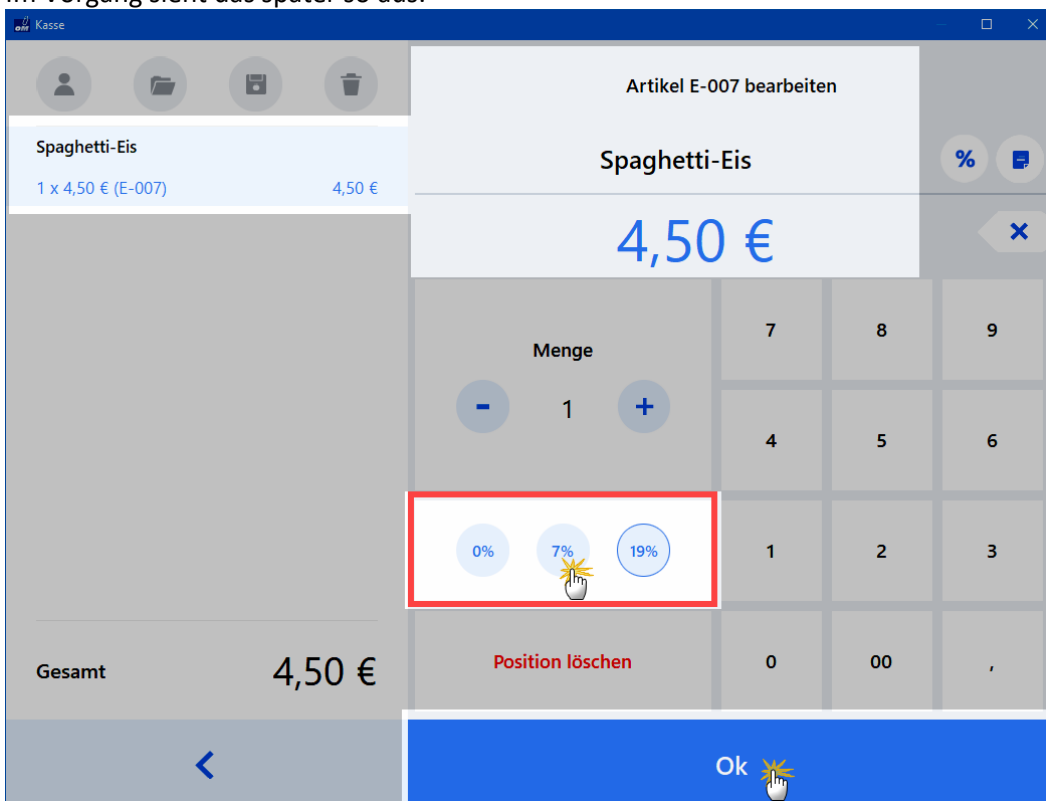 Kasse
Artikel E-007 bearbeiten
Spaghetti-Eis
1 x 4,50 € (E-007) 4,50 €
Spaghetti-Eis
%
4,50 €
Menge
- 1 +
7 8 9
4 5 6
0% 7% 19%
1 2 3
Position löschen
0 00 ,
Gesamt 4,50 €
Ok